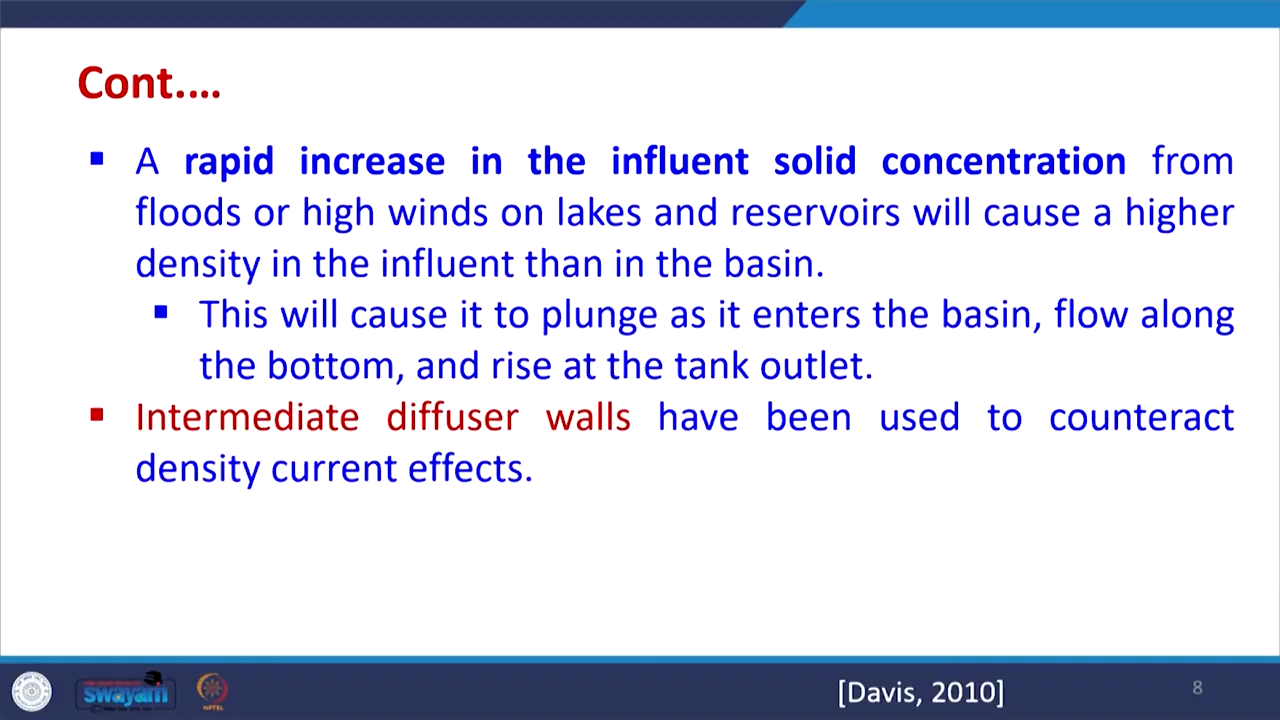 Cont.…
▪ A rapid increase in the influent solid concentration from
floods or high winds on lakes and reservoirs will cause a higher
density in the influent than in the basin.
▪ This will cause it to plunge as it enters the basin, flow along
the bottom, and rise at the tank outlet.
▪ Intermediate diffuser walls have been used to counteract
density current effects.
swayam
NPTEL
[Davis, 2010]
8